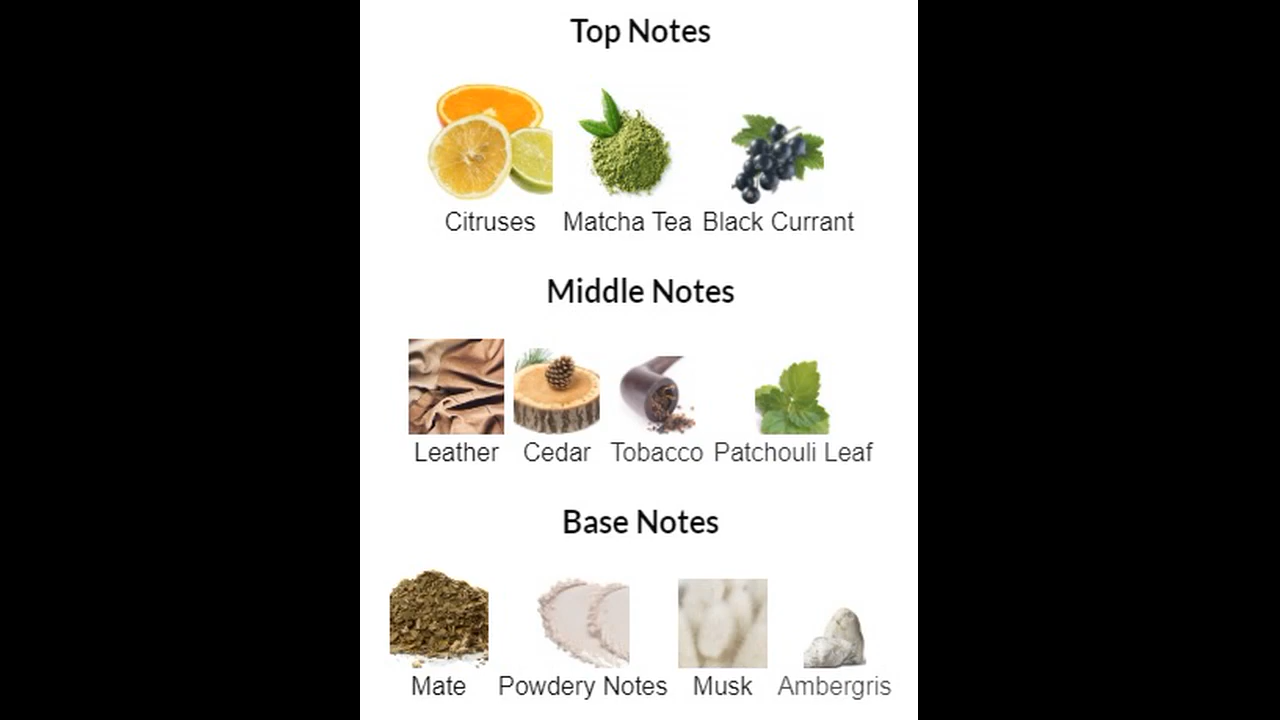 Top Notes
Citruses Matcha Tea Black Currant
Middle Notes
Leather Cedar Tobacco Patchouli Leaf
Base Notes
Mate Powdery Notes Musk Ambergris